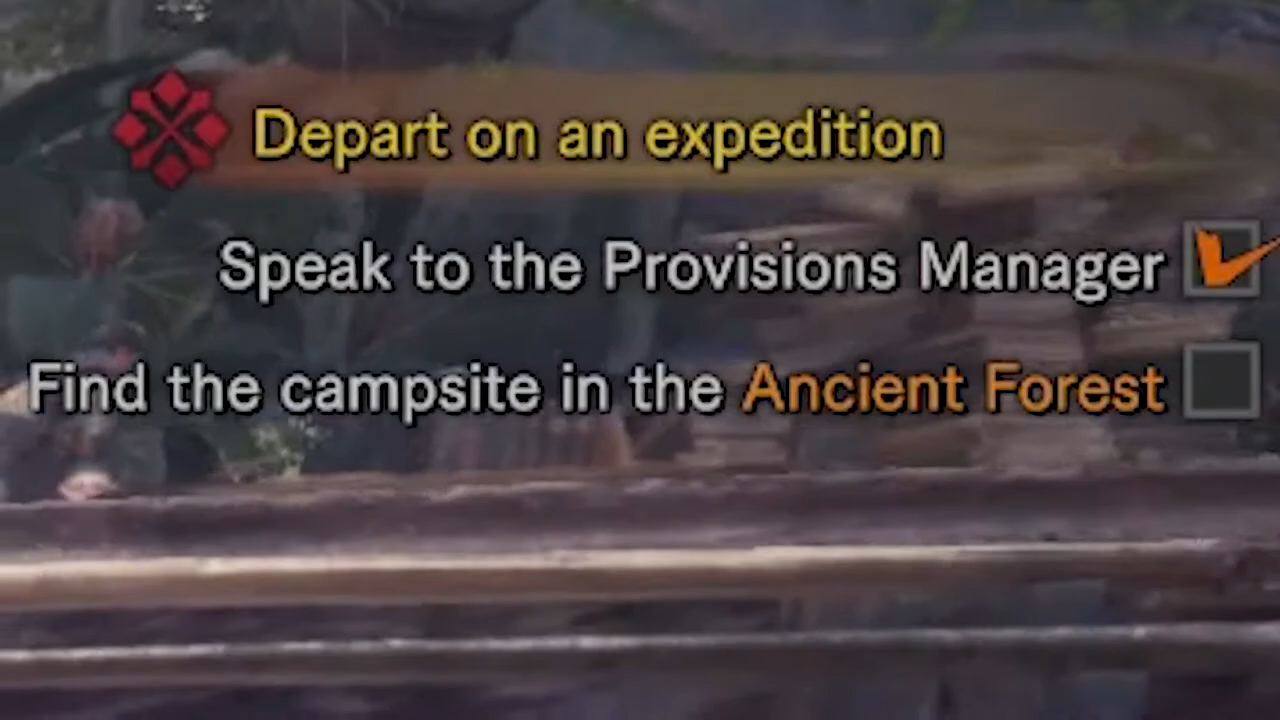 Depart on an expedition
Speak to the Provisions Manager
Find the campsite in the Ancient Forest